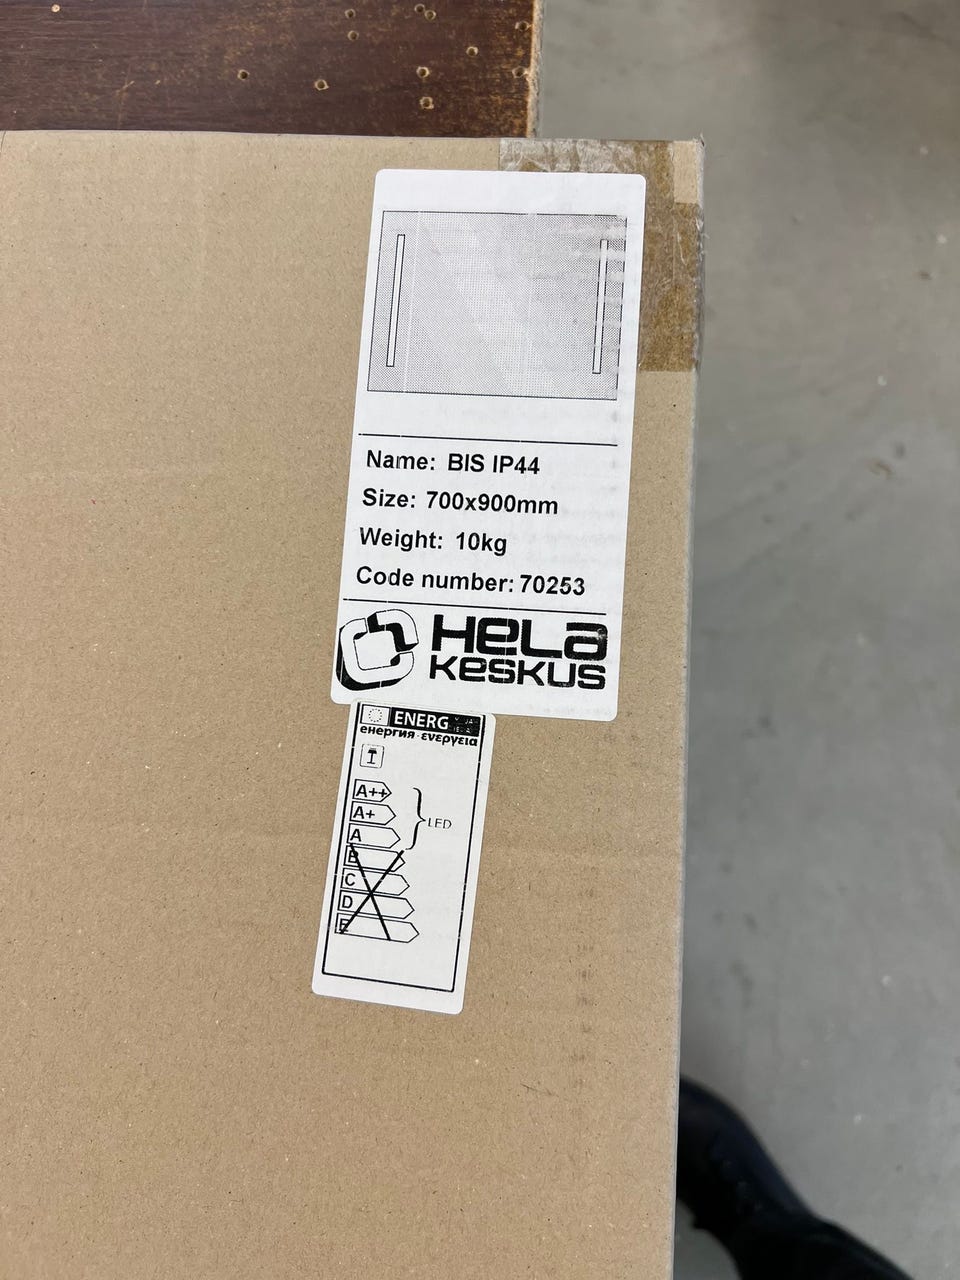 Name: BIS IP44
Size: 700x900mm
Weight: 10kg
Code number: 70253
HELA
KESKUS
ENERG
енергия · ενεργεια
A++
A+
A
LED
B
C
D
E